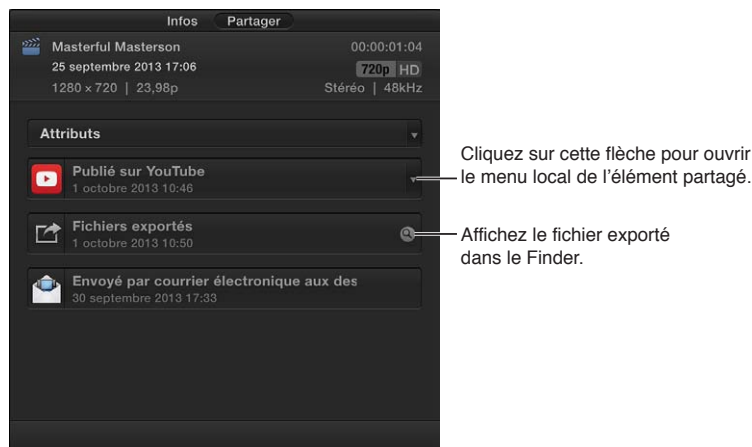 Infos Partager
Masterful Masterson 00:00:01:04
25 septembre 2013 17:06 720p HD
1280 × 720 | 23,98p Stéréo | 48kHz
Attributs
Publié sur YouTube
1 octobre 2013 10:46
Cliquez sur cette flèche pour ouvrir
le menu local de l’élément partagé.
Fichiers exportés
1 octobre 2013 10:50
Affichez le fichier exporté
dans le Finder.
Envoyé par courrier électronique aux des
30 septembre 2013 17:33